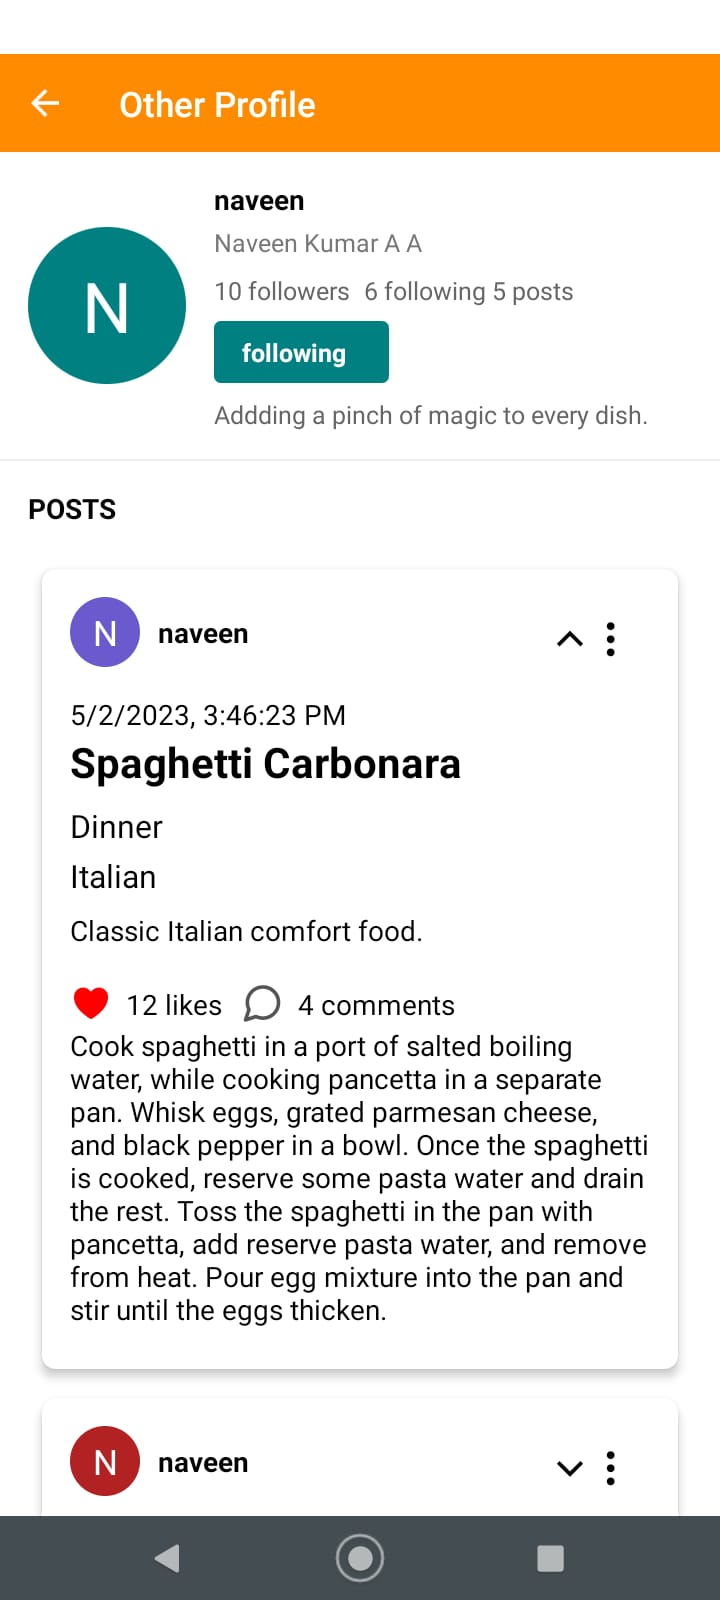 Other Profile
naveen
Naveen Kumar A A
N
10 followers 6 following 5 posts
following
Addding a pinch of magic to every dish.
POSTS
N naveen
5/2/2023, 3:46:23 PM
Spaghetti Carbonara
Dinner
Italian
Classic Italian comfort food.
12 likes 4 comments
Cook spaghetti in a port of salted boiling
water, while cooking pancetta in a separate
pan. Whisk eggs, grated parmesan cheese,
and black pepper in a bowl. Once the spaghetti
is cooked, reserve some pasta water and drain
the rest. Toss the spaghetti in the pan with
pancetta, add reserve pasta water, and remove
from heat. Pour egg mixture into the pan and
stir until the eggs thicken.
N naveen